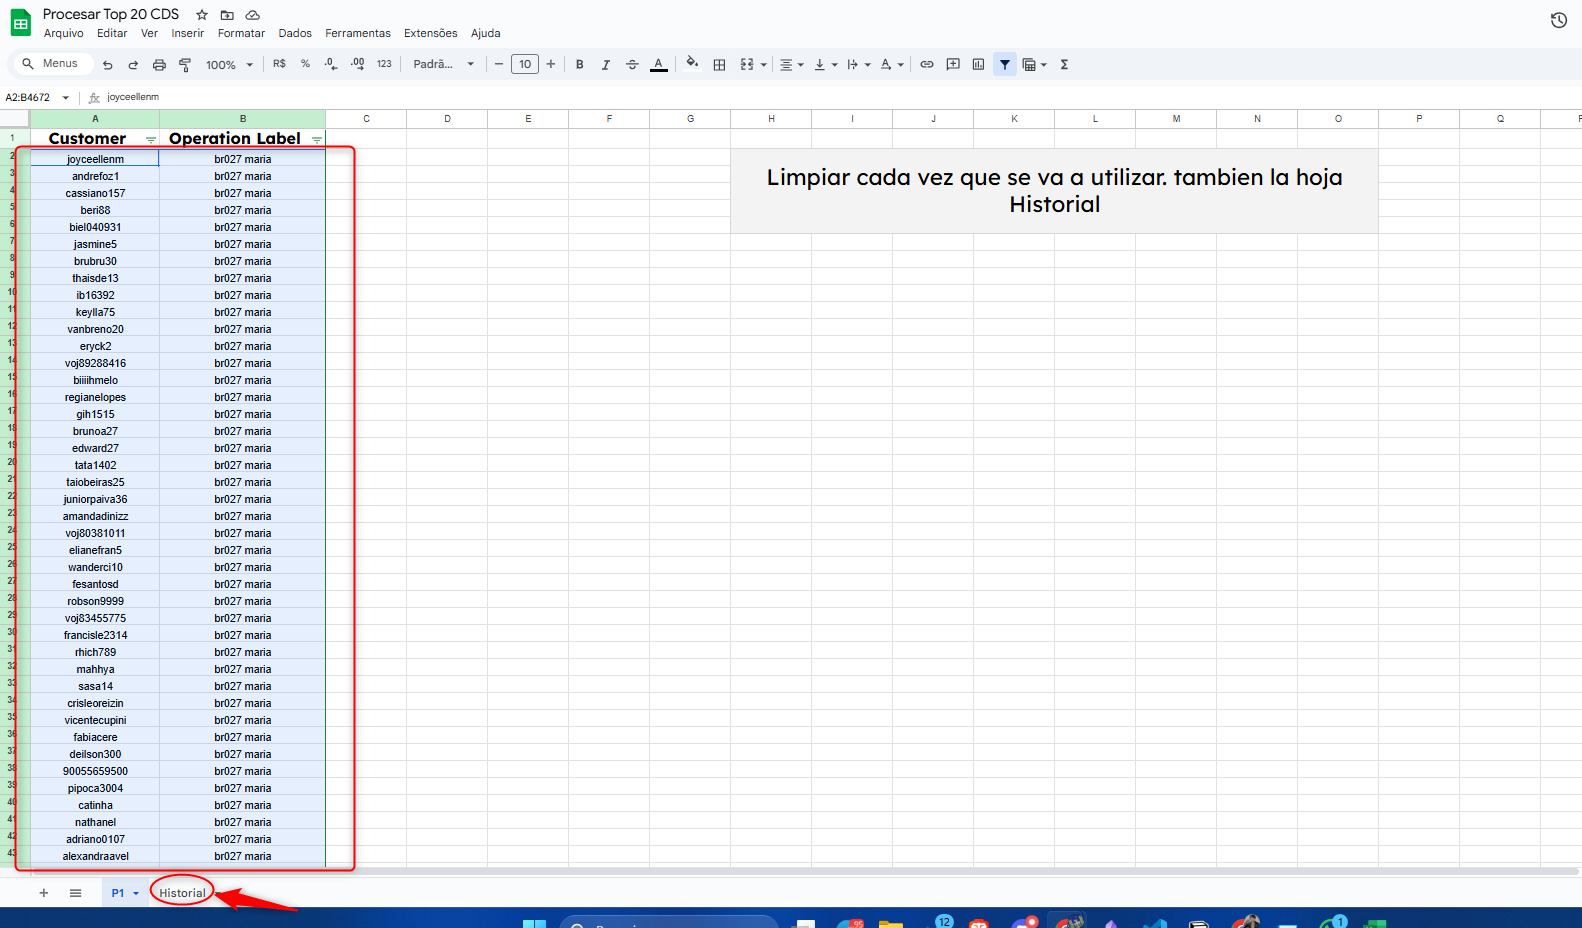 Procesar Top 20 CDS
Arquivo Editar Ver Inserir Formatar Dados Ferramentas Extensões Ajuda
Menus 100% R$ % .0 .00 123 Padrã... 10 B I A Σ
A2:B4672 fx joyceellenm
A B C D E F G H I J K L M N O P Q
1 Customer Operation Label
2 joyceellenm br027 maria
3 andrefoz1 br027 maria
4 cassiano157 br027 maria
5 beri88 br027 maria
6 biel040931 br027 maria
7 jasmine5 br027 maria
8 brubru30 br027 maria
9 thaisde13 br027 maria
10 ib16392 br027 maria
11 keylla75 br027 maria
12 vanbreno20 br027 maria
13 eryck2 br027 maria
14 voj89288416 br027 maria
15 biiiihmelo br027 maria
16 regianelopes br027 maria
17 gih1515 br027 maria
18 brunoa27 br027 maria
19 edward27 br027 maria
20 tata1402 br027 maria
21 taiobeiras25 br027 maria
22 juniorpaiva36 br027 maria
23 amandadinizz br027 maria
24 voj80381011 br027 maria
25 elianefran5 br027 maria
26 wanderci10 br027 maria
27 fesantosd br027 maria
28 robson9999 br027 maria
29 voj83455775 br027 maria
30 francisle2314 br027 maria
31 rhich789 br027 maria
32 mahhya br027 maria
33 sasa14 br027 maria
34 crisleoreizin br027 maria
35 vicentecupini br027 maria
36 fabiacere br027 maria
37 deilson300 br027 maria
38 90055659500 br027 maria
39 pipoca3004 br027 maria
40 catinha br027 maria
41 nathanel br027 maria
42 adriano0107 br027 maria
43 alexandraavel br027 maria
Limpiar cada vez que se va a utilizar. tambien la hoja
Historial
P1 Historial
12 1